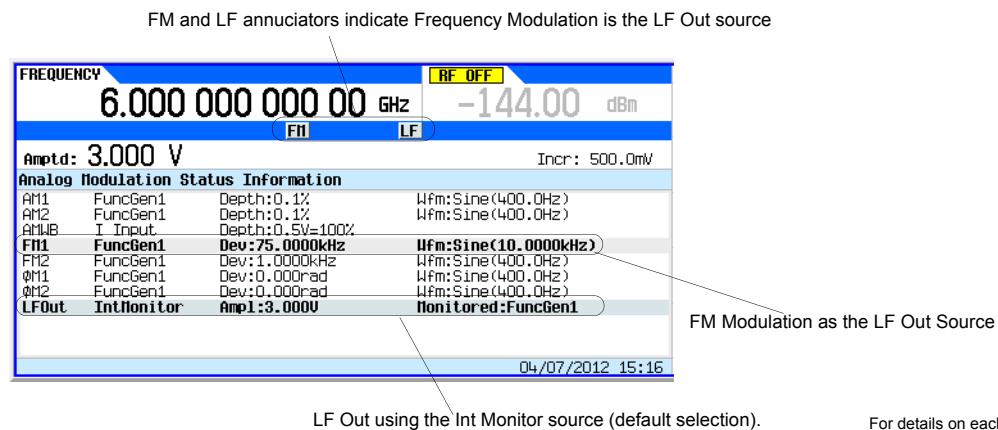 FM and LF annuciators indicate Frequency Modulation is the LF Out source
FREQUENCY RF OFF
6.000 000 000 00 GHz -144.00 dBm
FM LF
Amptd: 3.000 V Incr: 500.0mV
Analog Modulation Status Information
AM1 FuncGen1 Depth:0.1% Wfm:Sine(400.0Hz)
AM2 FuncGen1 Depth:0.1% Wfm:Sine(400.0Hz)
AMWB I Input Depth:0.5V=100%
FM1 FuncGen1 Dev:75.0000kHz Wfm:Sine(10.0000kHz)
FM2 FuncGen1 Dev:1.0000kHz Wfm:Sine(400.0Hz)
ΦM1 FuncGen1 Dev:0.000rad Wfm:Sine(400.0Hz)
ΦM2 FuncGen1 Dev:0.000rad Wfm:Sine(400.0Hz)
LFOut IntMonitor Ampl:3.000V Monitored:FuncGen1
FM Modulation as the LF Out Source
04/07/2012 15:16
LF Out using the Int Monitor source (default selection).
For details on each